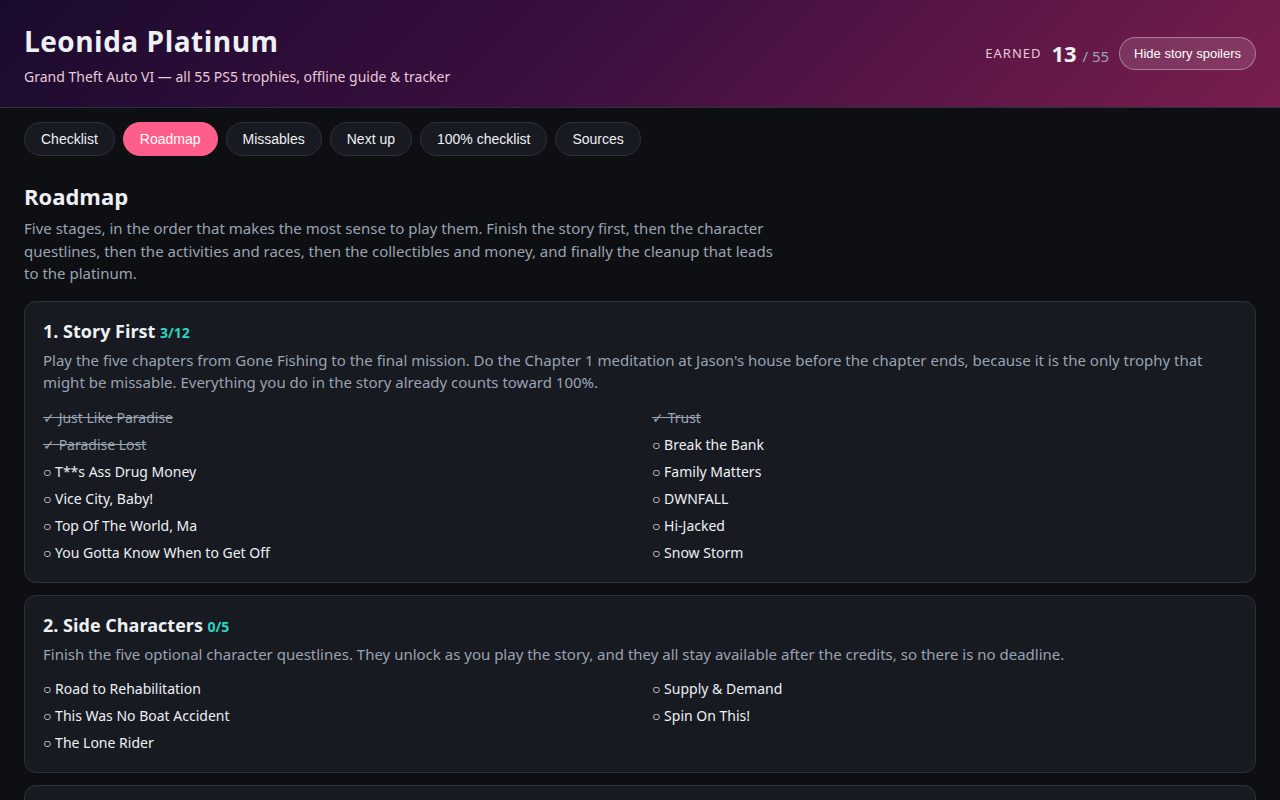 Leonida Platinum
Grand Theft Auto VI — all 55 PS5 trophies, offline guide & tracker
EARNED 13 / 55 Hide story spoilers
Checklist Roadmap Missables Next up 100% checklist Sources
Roadmap
Five stages, in the order that makes the most sense to play them. Finish the story first, then the character
questlines, then the activities and races, then the collectibles and money, and finally the cleanup that leads
to the platinum.
1. Story First 3/12
Play the five chapters from Gone Fishing to the final mission. Do the Chapter 1 meditation at Jason's house before the chapter ends, because it is the only trophy that
might be missable. Everything you do in the story already counts toward 100%.
✓ Just Like Paradise ✓ Trust
✓ Paradise Lost ○ Break the Bank
○ T**s Ass Drug Money ○ Family Matters
○ Vice City, Baby! ○ DWNFALL
○ Top Of The World, Ma ○ Hi-Jacked
○ You Gotta Know When to Get Off ○ Snow Storm
2. Side Characters 0/5
Finish the five optional character questlines. They unlock as you play the story, and they all stay available after the credits, so there is no deadline.
○ Road to Rehabilitation ○ Supply & Demand
○ This Was No Boat Accident ○ Spin On This!
○ The Lone Rider